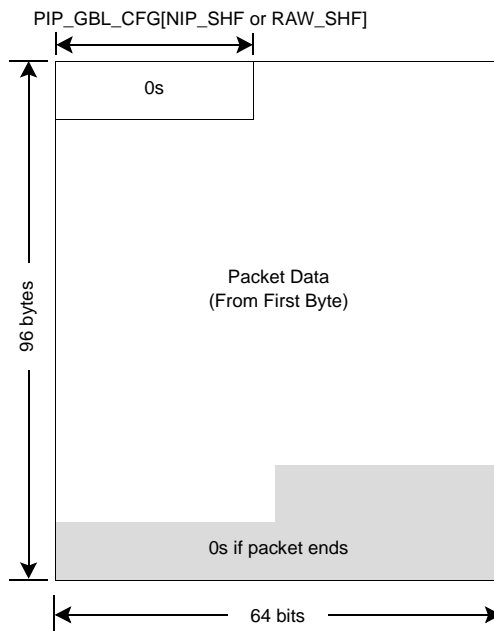 PIP_GBL_CFG[NIP_SHF or RAW_SHF]
0s
Packet Data
(From First Byte)
96 bytes
0s if packet ends
64 bits